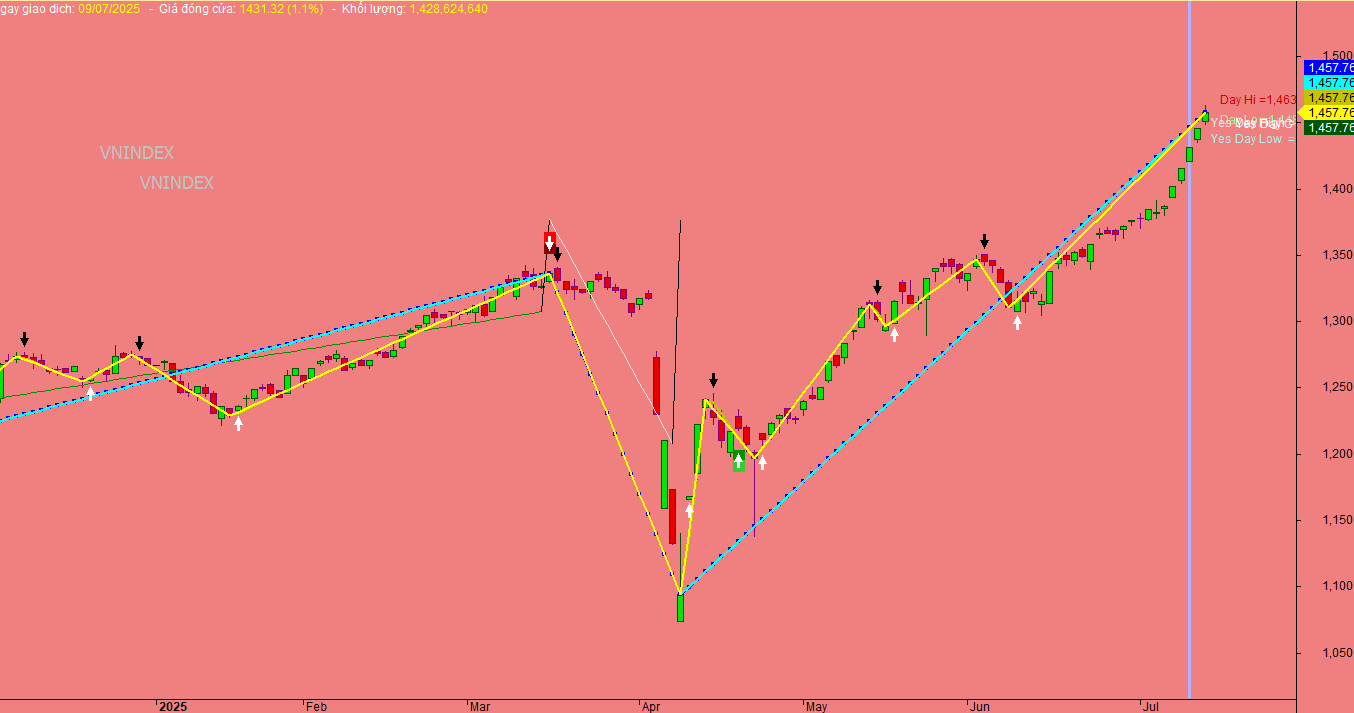 gay giao dich: 09/07/2025 - Giá đóng cửa: 1431.32 (1.1%) - Khối lượng: 1,428,624,640
1,500
1,457.76
1,457.76
Day Hi =1,463
1,457.76
1,457.76
1,457.76
Yes Day Low =
VNINDEX
VNINDEX
1,400
1,350
1,300
1,250
1,200
1,150
1,100
1,050
2025 Feb Mar Apr May Jun Jul